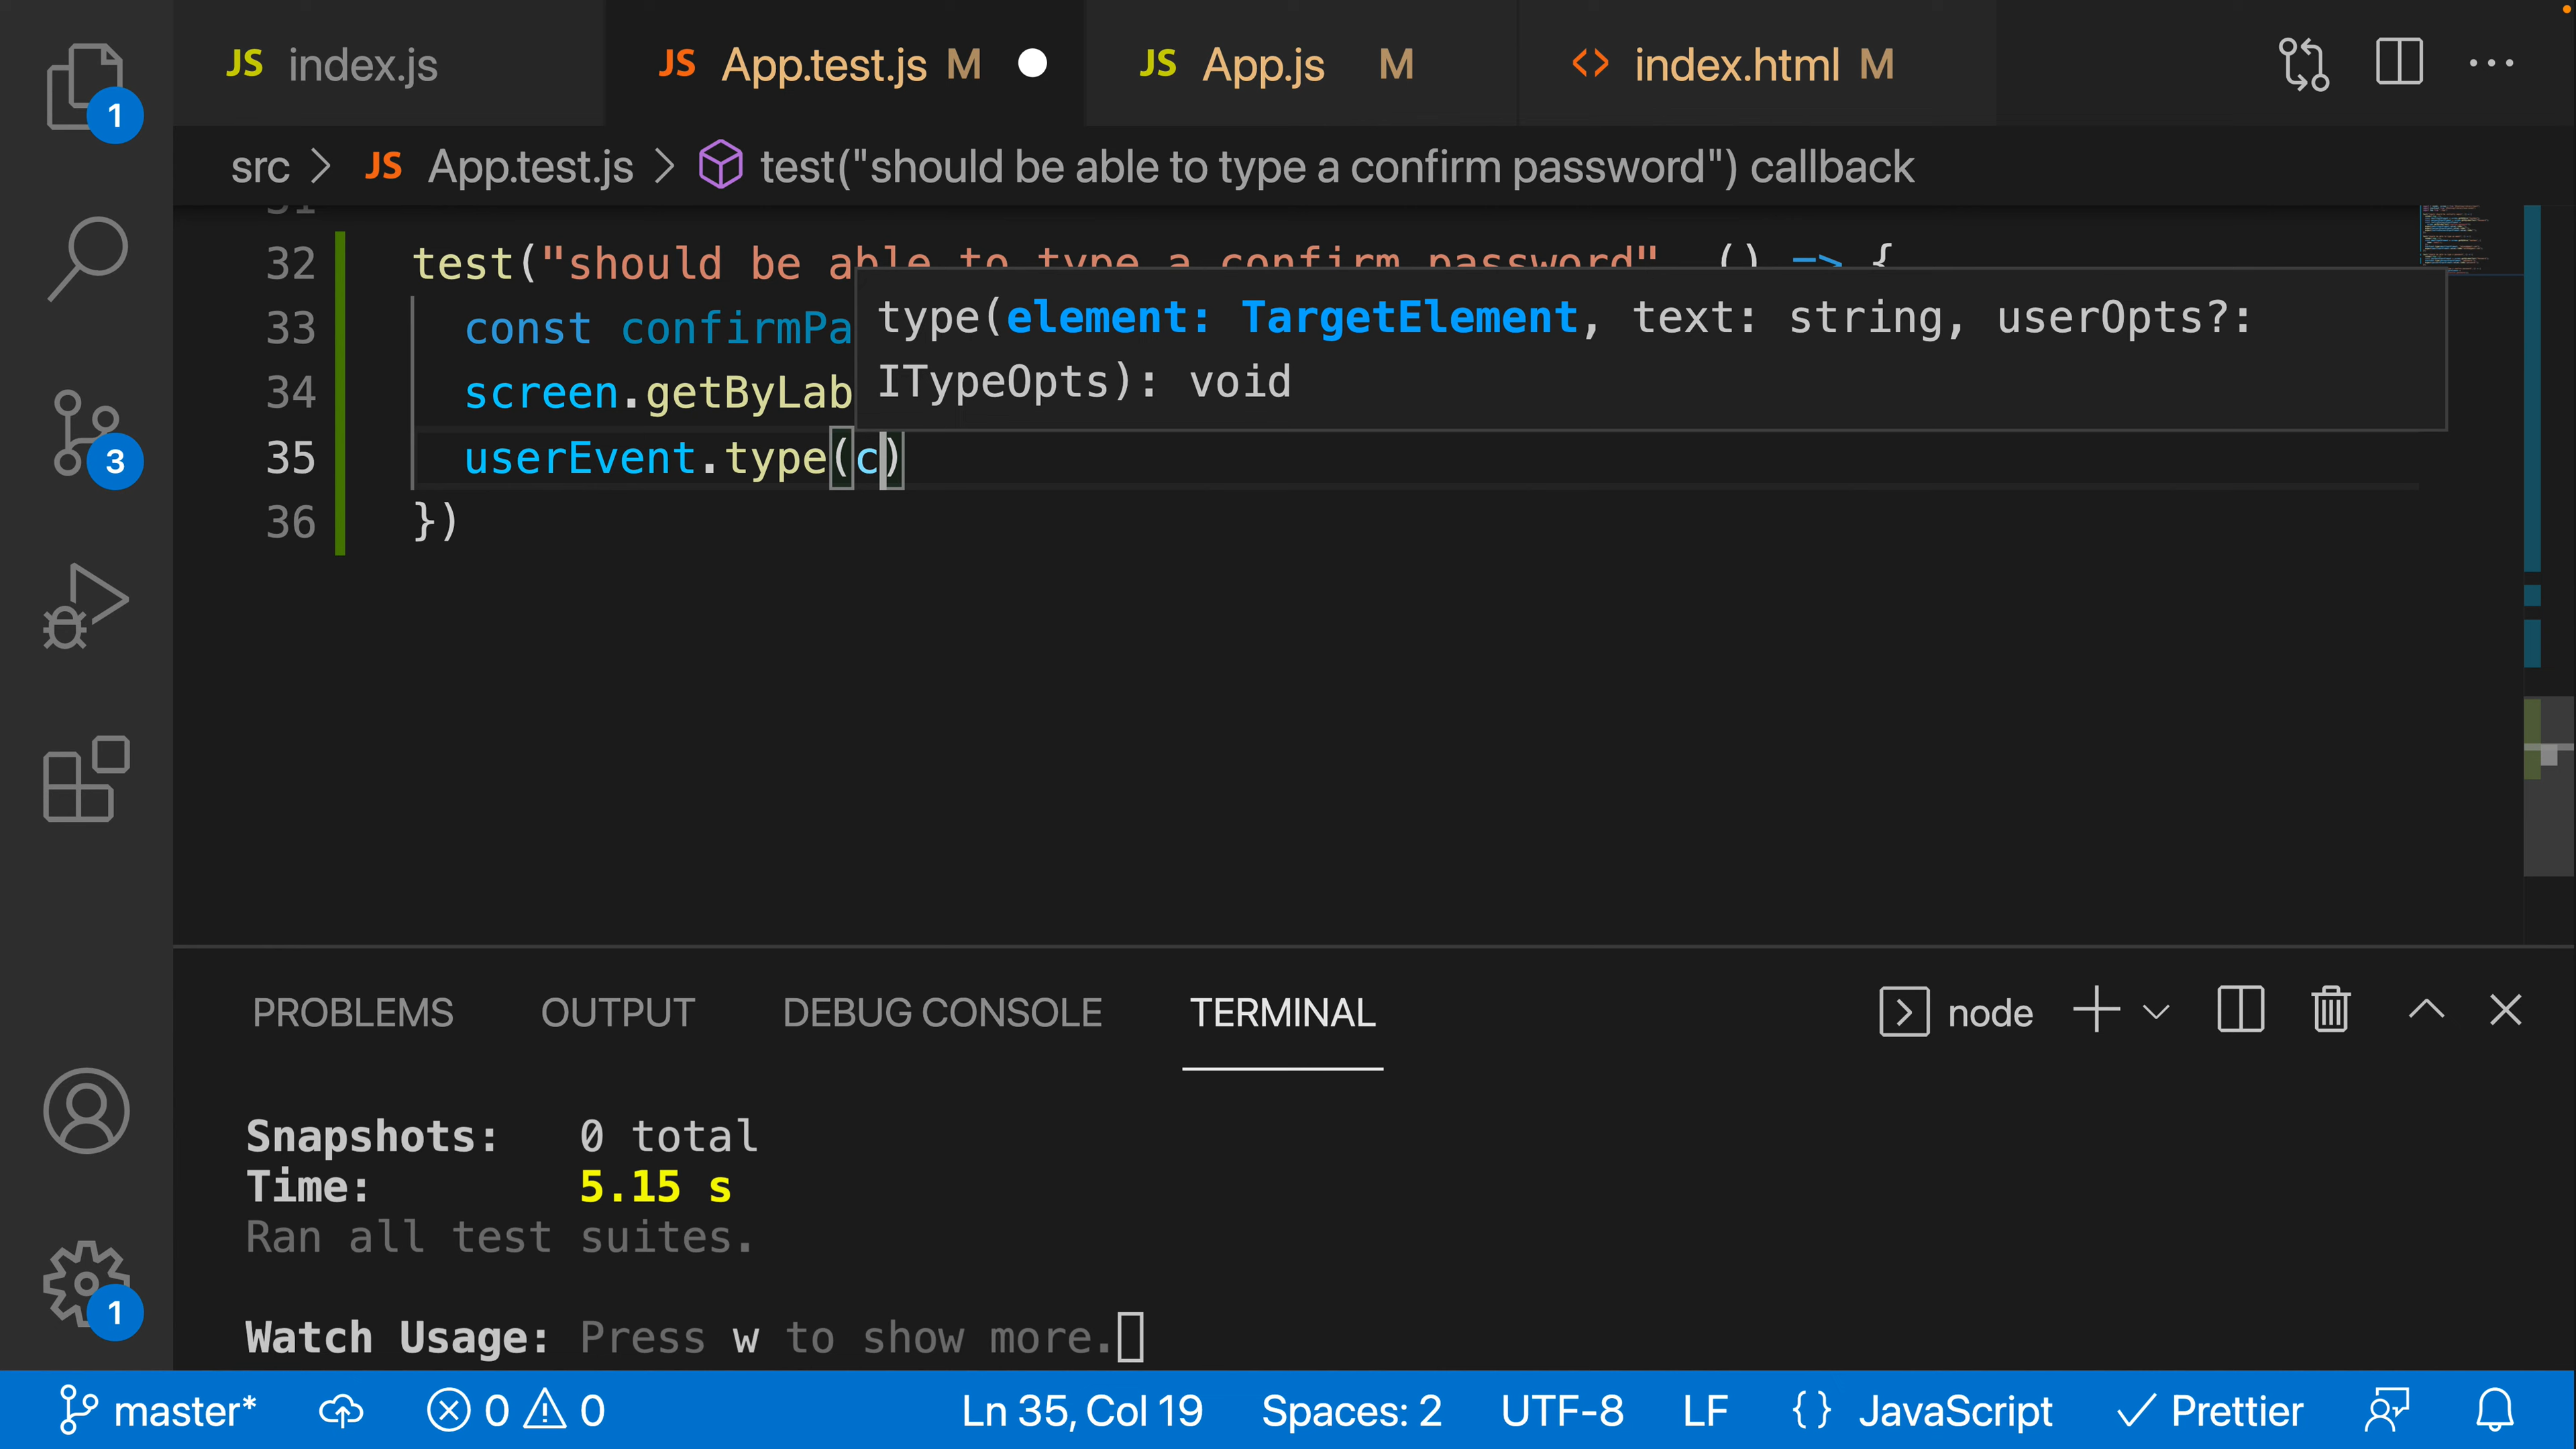 JS index.js JS App.test.js M JS App.js M <> index.html M
1
src > JS App.test.js > test("should be able to type a confirm password") callback
31
32 test("should be able to type a confirm password" () => {
33 const confirmPa
type(element: TargetElement, text: string, userOpts?:
34 screen.getByLab
ITypeOpts): void
35 userEvent.type(c)
3
36 })
PROBLEMS OUTPUT DEBUG CONSOLE TERMINAL node
Snapshots: 0 total
Time: 5.15 s
Ran all test suites.
1
Watch Usage: Press w to show more.
master* 0 0 Ln 35, Col 19 Spaces: 2 UTF-8 LF {} JavaScript Prettier